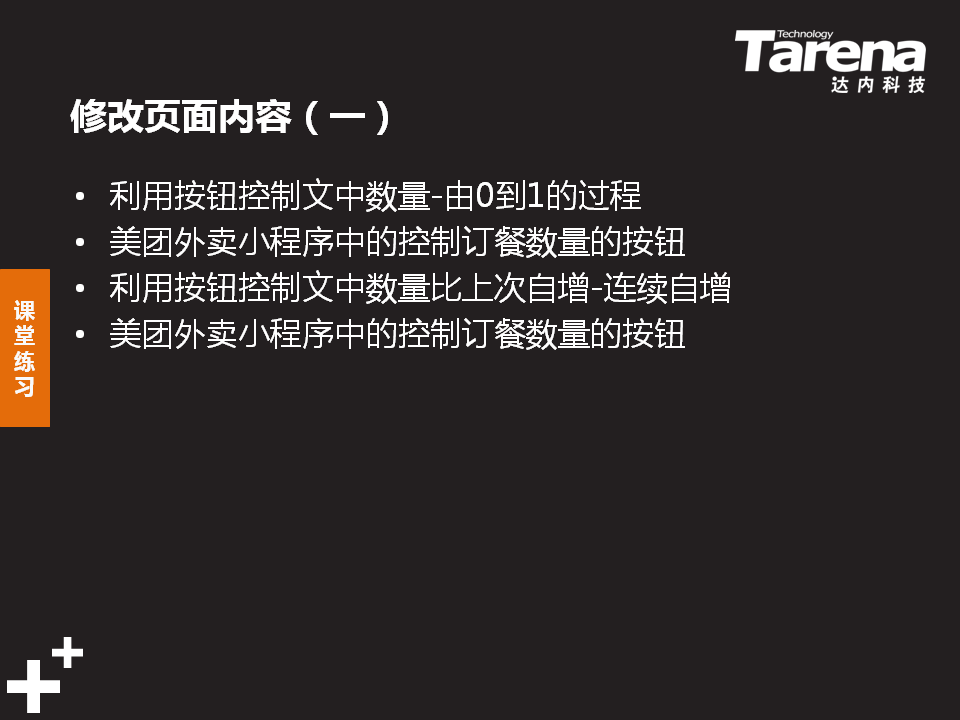 Technology
Tarena
达内科技
修改页面内容（一）
• 利用按钮控制文中数量-由0到1的过程
• 美团外卖小程序中的控制订餐数量的按钮
• 利用按钮控制文中数量比上次自增-连续自增
• 美团外卖小程序中的控制订餐数量的按钮
课
堂
练
习